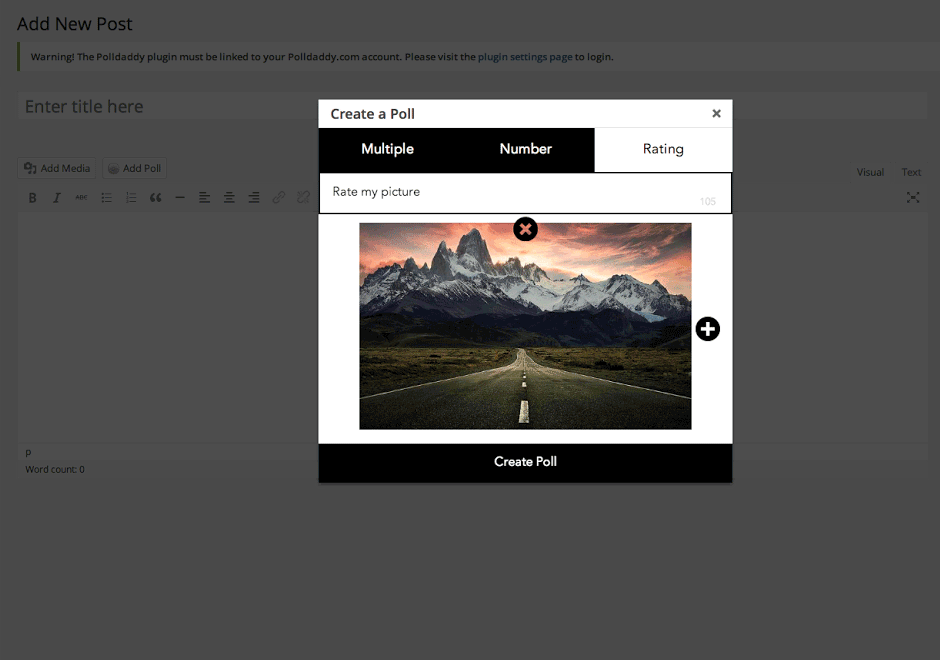 Add New Post
Warning! The Polldaddy plugin must be linked to your Polldaddy.com account. Please visit the plugin settings page to login.
Enter title here
Create a Poll
Multiple Number Rating
Add Media Add Poll
Visual Text
B I ABC
Rate my picture
105
p
Word count: 0
Create Poll